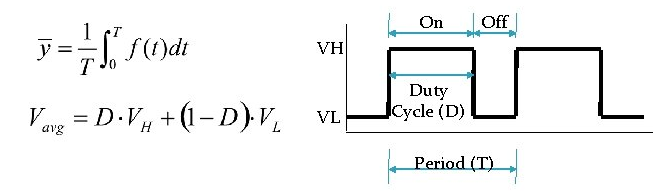 ȳ = 1/T ∫₀ᵀ f(t)dt
V_avg = D·V_H + (1−D)·V_L
On Off
VH
Duty
Cycle (D)
VL
Period (T)